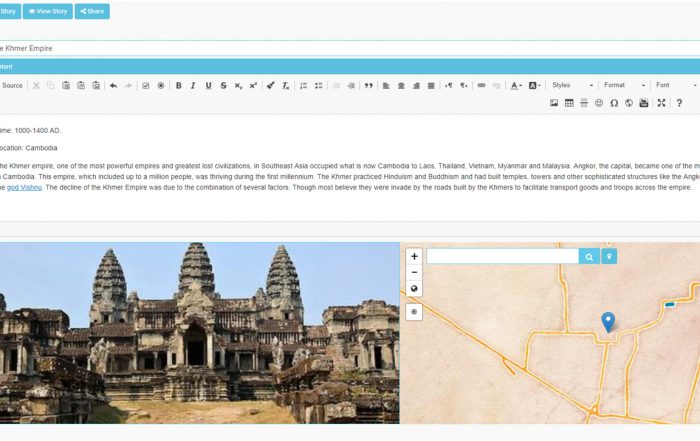 Story View Story Share
e Khmer Empire
tent
Source Styles Format Font
ime: 1000-1400 AD.
ocation: Cambodia
he Khmer empire, one of the most powerful empires and greatest lost civilizations, in Southeast Asia occupied what is now Cambodia to Laos, Thailand, Vietnam, Myanmar and Malaysia. Angkor, the capital, became one of the m
Cambodia. This empire, which included up to a million people, was thriving during the first millennium. The Khmer practiced Hinduism and Buddhism and had built temples, towers and other sophisticated structures like the Angko
e god Vishnu. The decline of the Khmer Empire was due to the combination of several factors. Though most believe they were invade by the roads built by the Khmers to facilitate transport goods and troops across the empire.